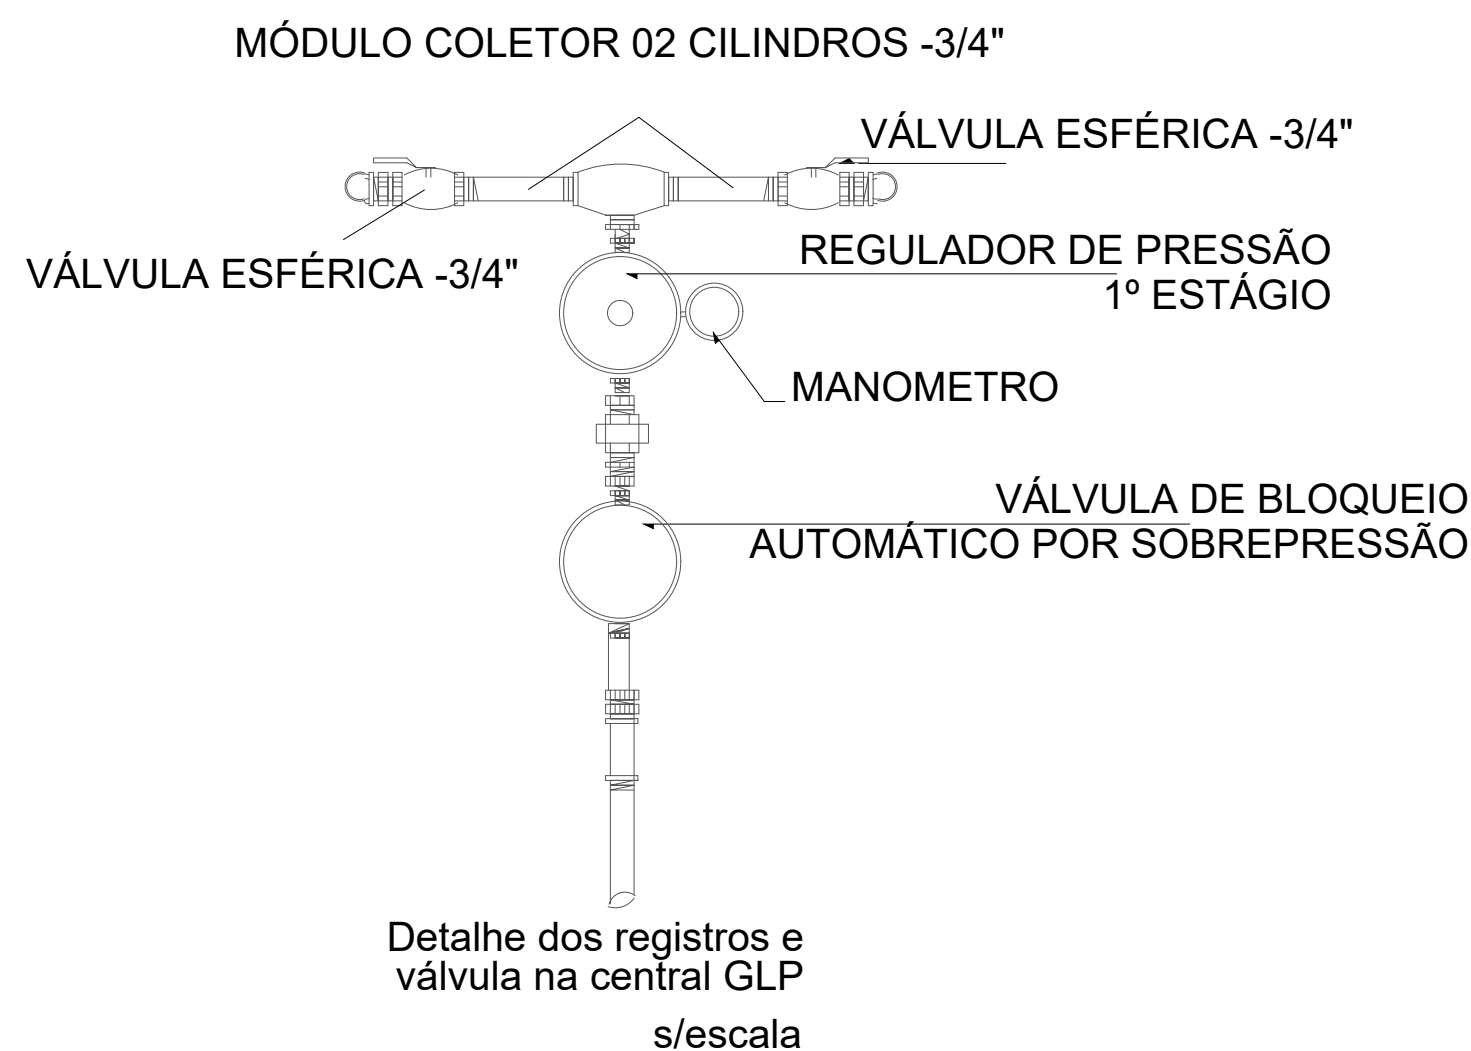 MÓDULO COLETOR 02 CILINDROS -3/4"
VÁLVULA ESFÉRICA -3/4"
VÁLVULA ESFÉRICA -3/4"
REGULADOR DE PRESSÃO
1º ESTÁGIO
MANOMETRO
VÁLVULA DE BLOQUEIO
AUTOMÁTICO POR SOBREPRESSÃO
Detalhe dos registros e
válvula na central GLP
s/escala